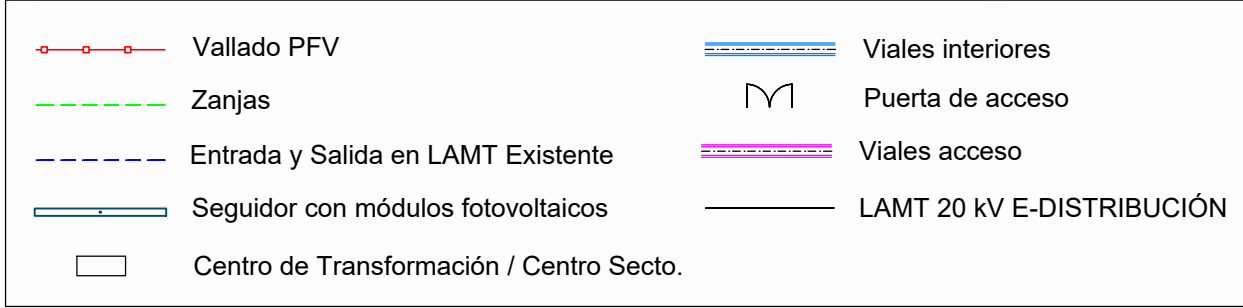 Vallado PFV
Zanjas
Entrada y Salida en LAMT Existente
Seguidor con módulos fotovoltaicos
Centro de Transformación / Centro Secto.
Viales interiores
Puerta de acceso
Viales acceso
LAMT 20 kV E-DISTRIBUCIÓN